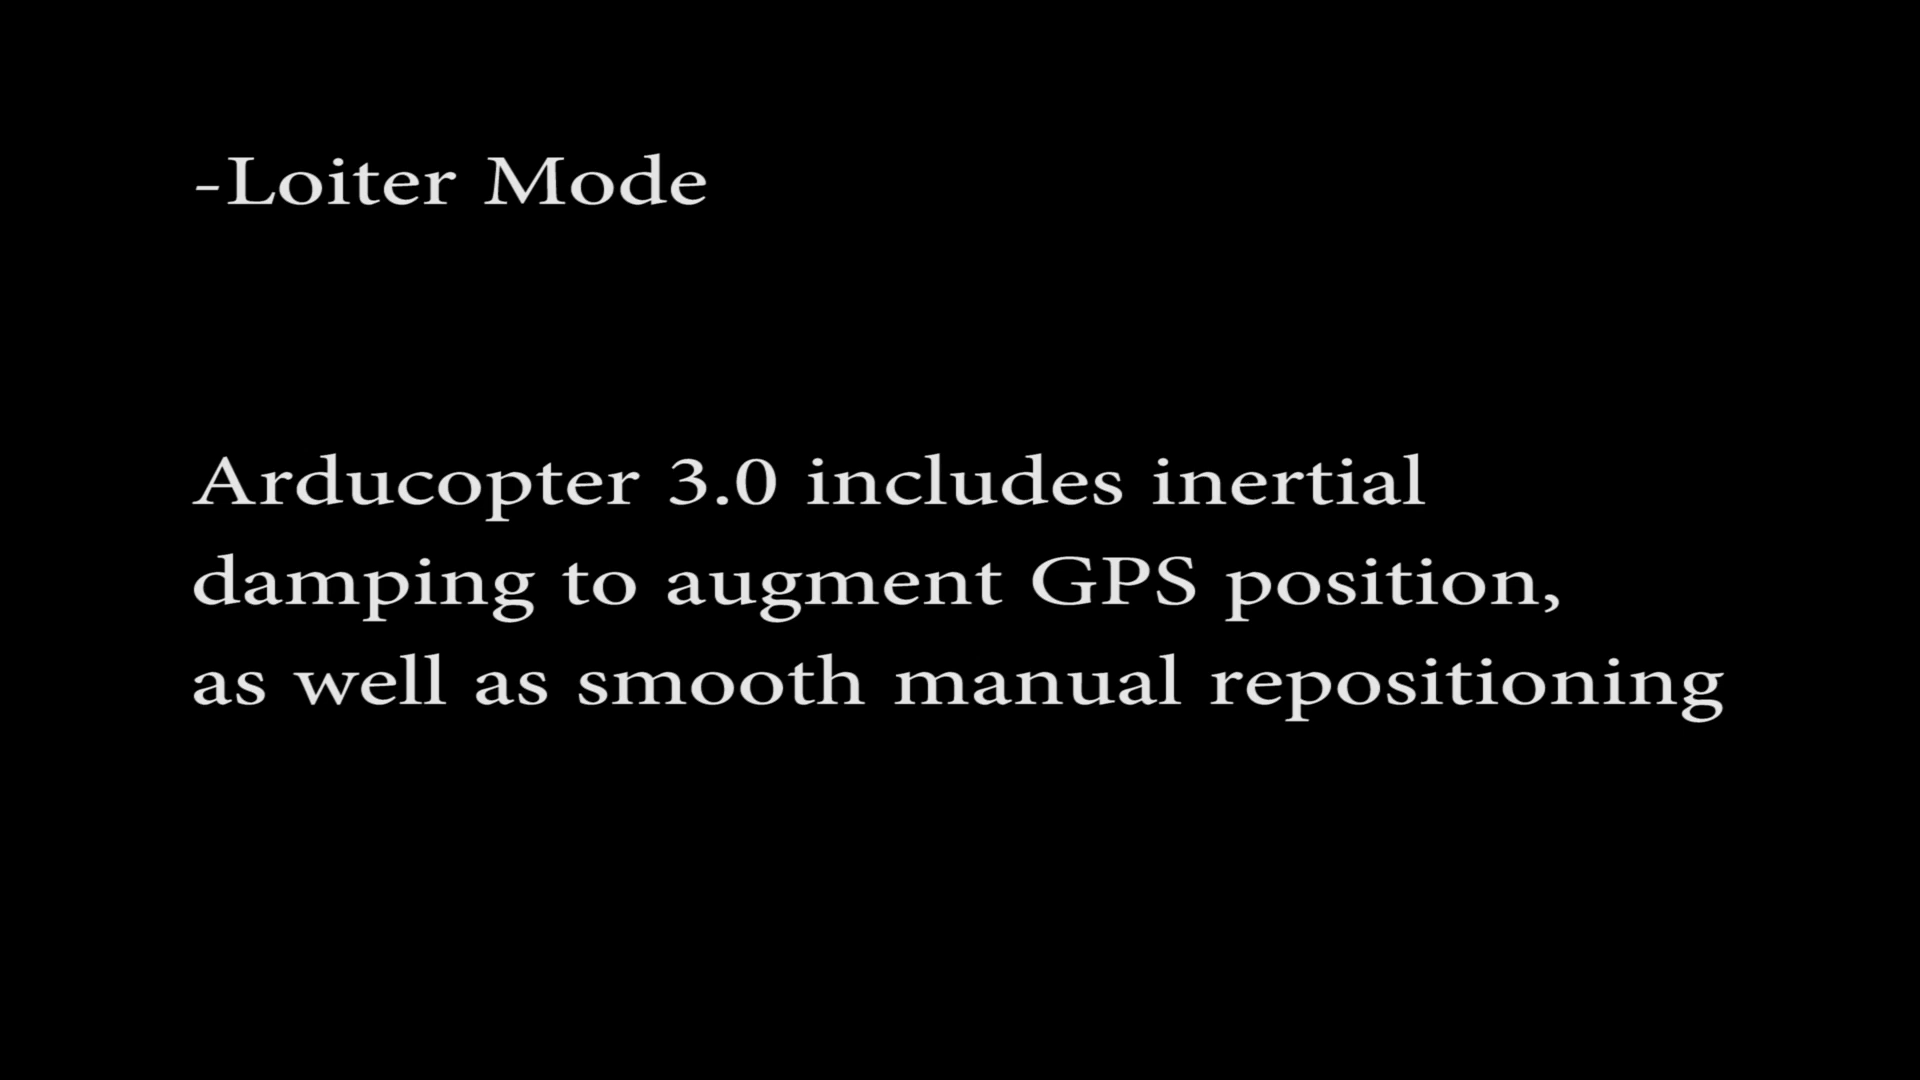 -Loiter Mode
Arducopter 3.0 includes inertial
damping to augment GPS position,
as well as smooth manual repositioning